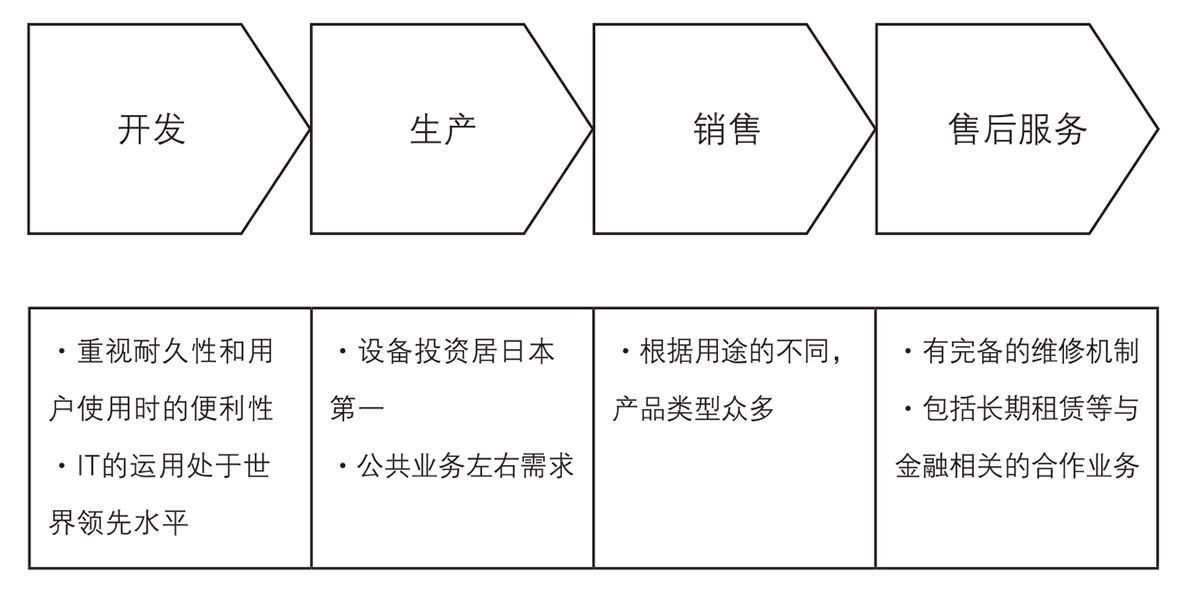 开发
生产
销售
售后服务
·重视耐久性和用
户使用时的便利性
·IT的运用处于世
界领先水平
·设备投资居日本
第一
·公共业务左右需求
·根据用途的不同，
产品类型众多
·有完备的维修机制
·包括长期租赁等与
金融相关的合作业务